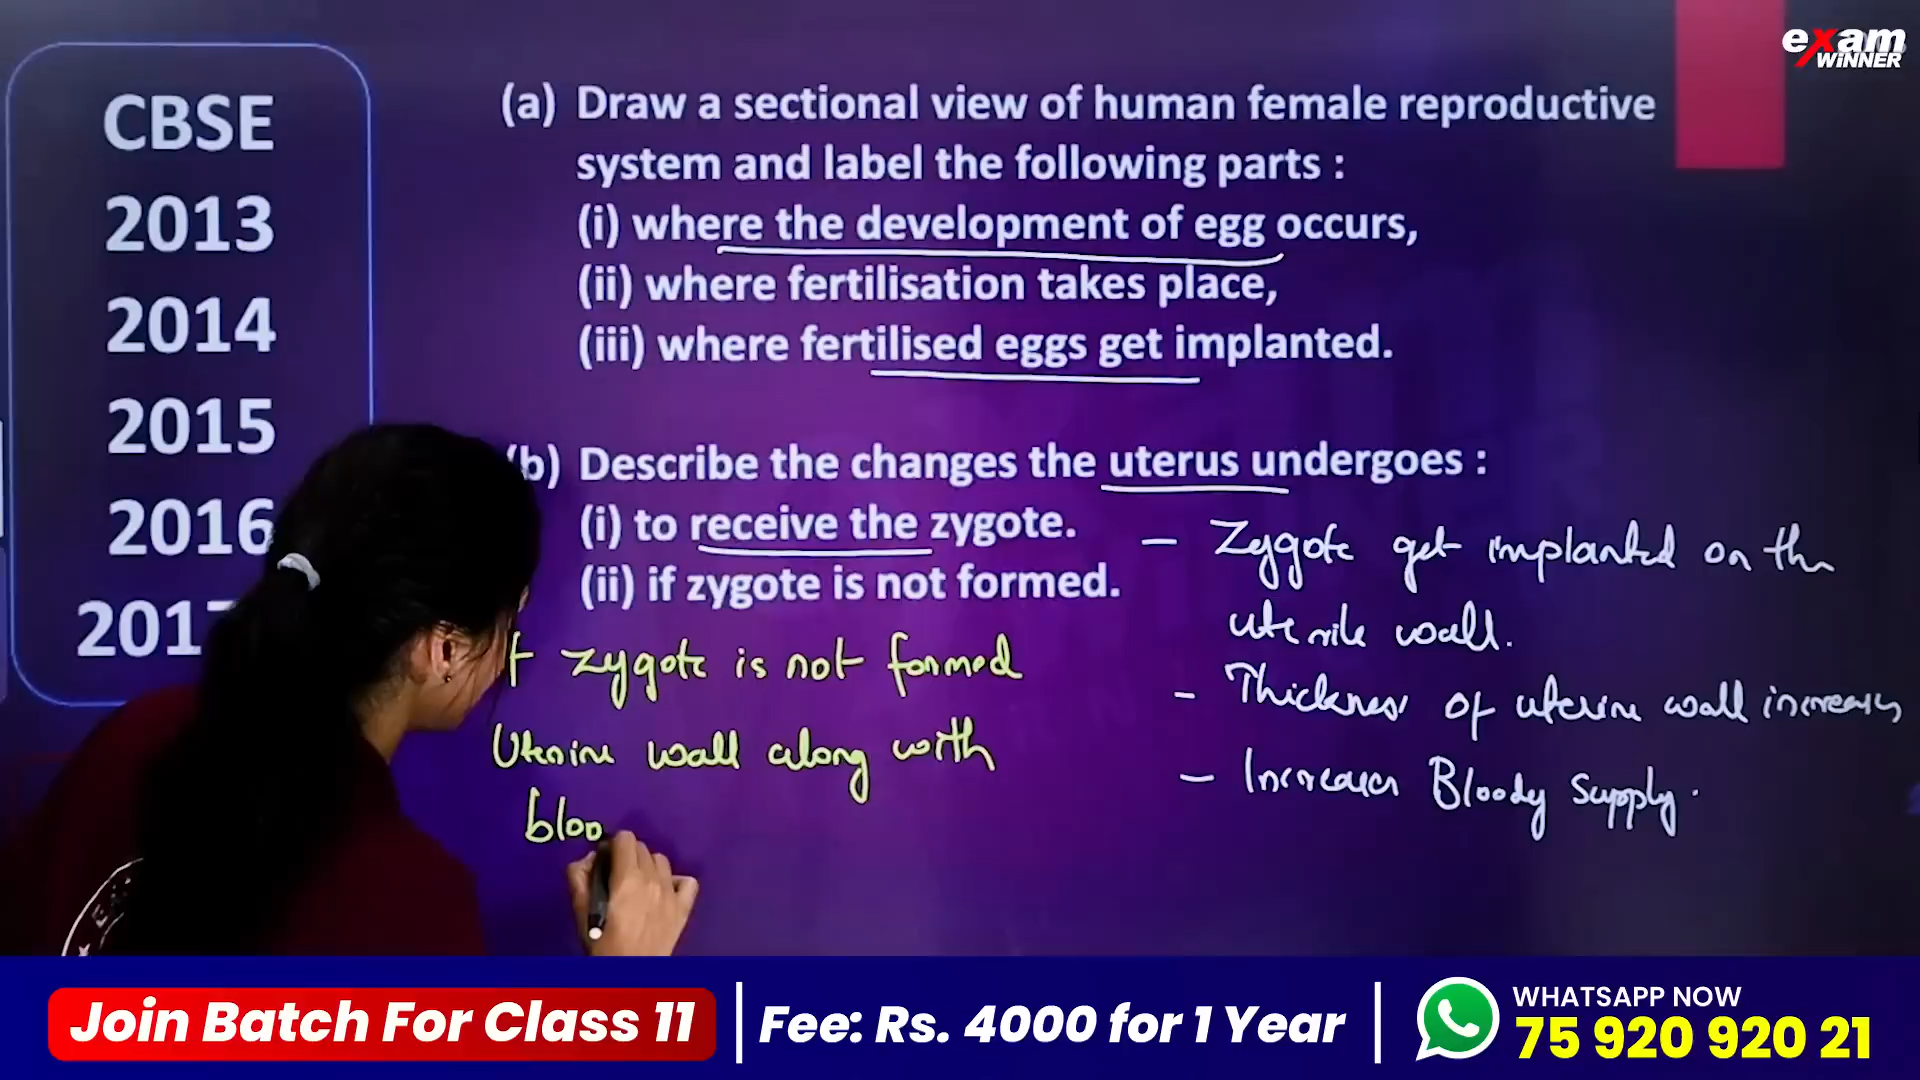 exam
WiNNER
CBSE
2013
2014
2015
2016
201
(a) Draw a sectional view of human female reproductive
system and label the following parts :
(i) where the development of egg occurs,
(ii) where fertilisation takes place,
(iii) where fertilised eggs get implanted.
(b) Describe the changes the uterus undergoes :
(i) to receive the zygote.
(ii) if zygote is not formed.
- Zygote get implanted on the
uterine wall.
- Thickness of uterine wall increases
- Increases Bloody Supply.
f zygote is not formed
Uterine wall along with
bloo
Join Batch For Class 11
Fee: Rs. 4000 for 1 Year
WHATSAPP NOW
75 920 920 21